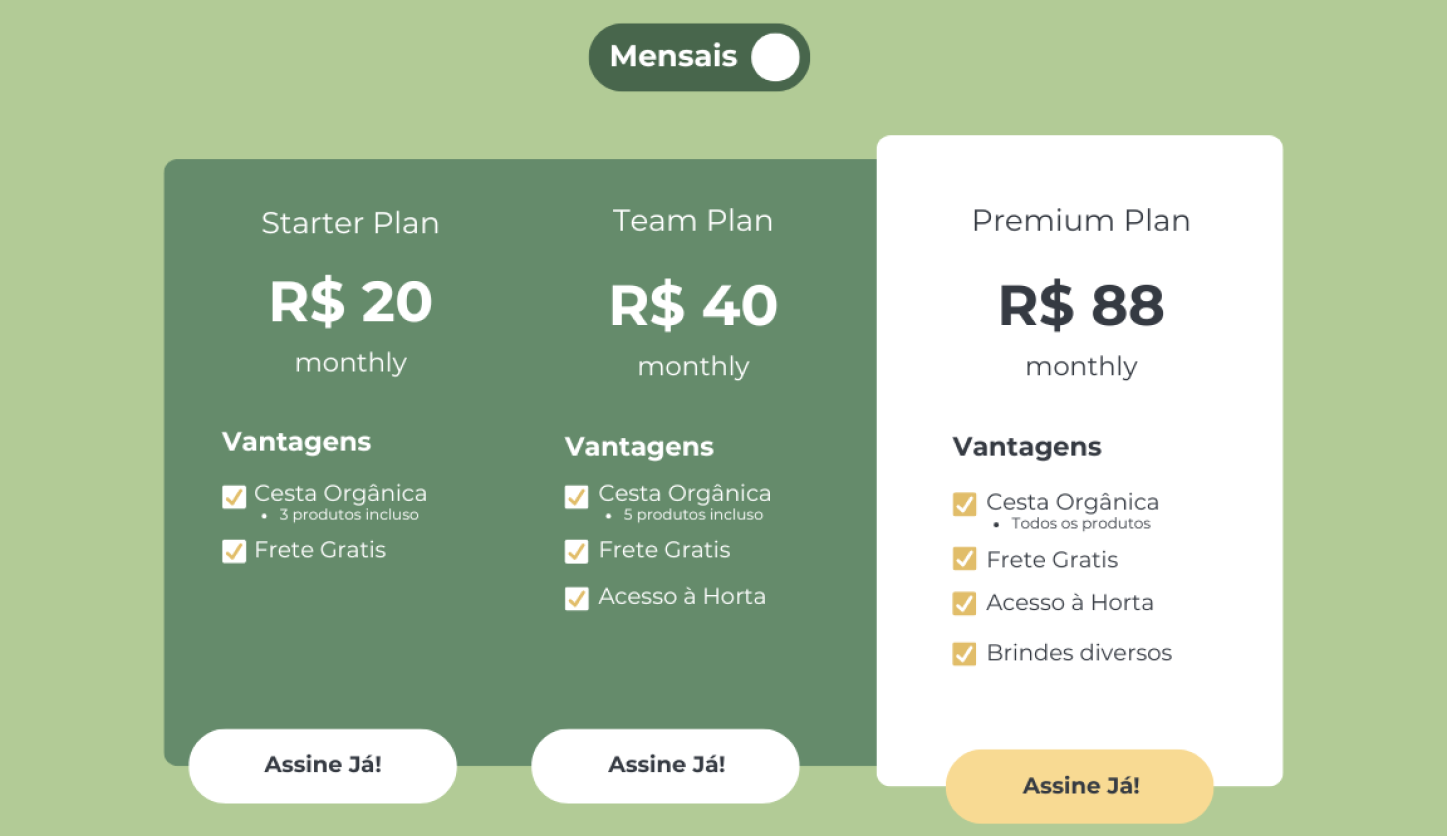 Mensais
Starter Plan
R$ 20
monthly
Vantagens
Cesta Orgânica
• 3 produtos incluso
Frete Gratis
Assine Já!
Team Plan
R$ 40
monthly
Vantagens
Cesta Orgânica
• 5 produtos incluso
Frete Gratis
Acesso à Horta
Assine Já!
Premium Plan
R$ 88
monthly
Vantagens
Cesta Orgânica
• Todos os produtos
Frete Gratis
Acesso à Horta
Brindes diversos
Assine Já!